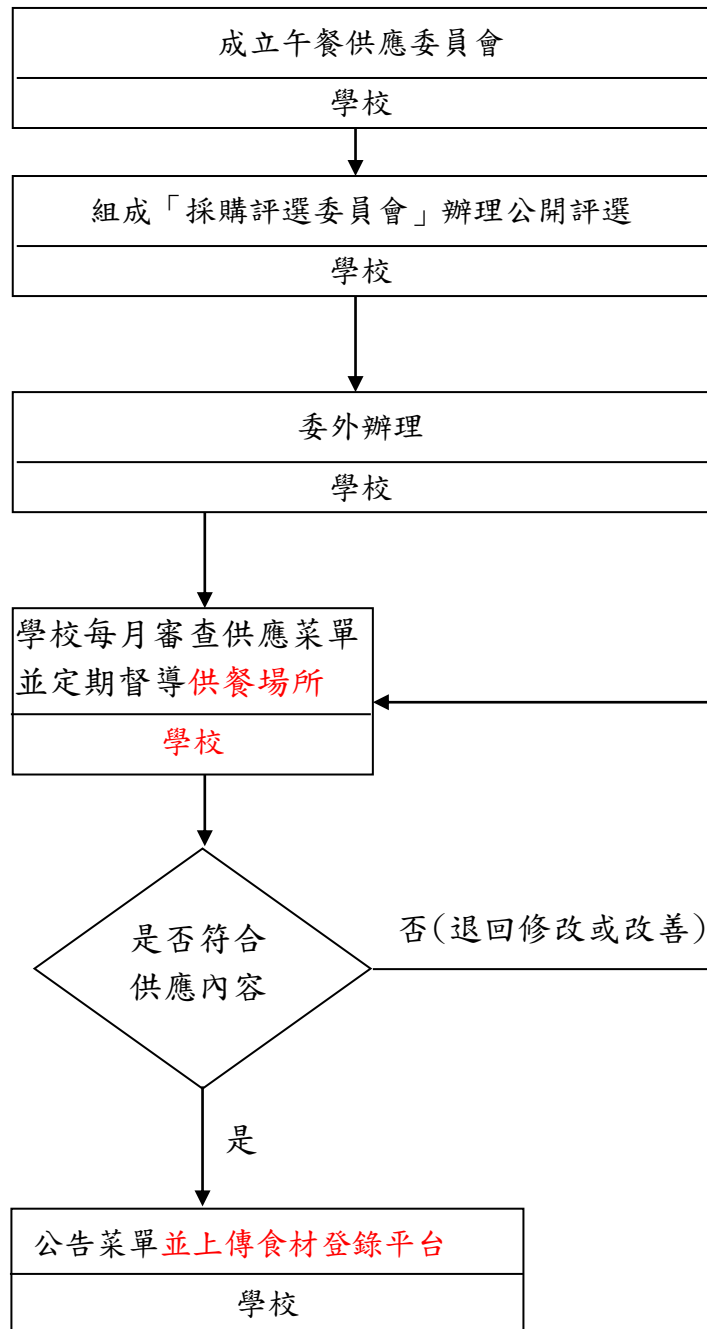 成立午餐供應委員會
學校
組成「採購評選委員會」辦理公開評選
學校
委外辦理
學校
學校每月審查供應菜單
並定期督導供餐場所
學校
是否符合
供應內容
否(退回修改或改善)
是
公告菜單並上傳食材登錄平台
學校